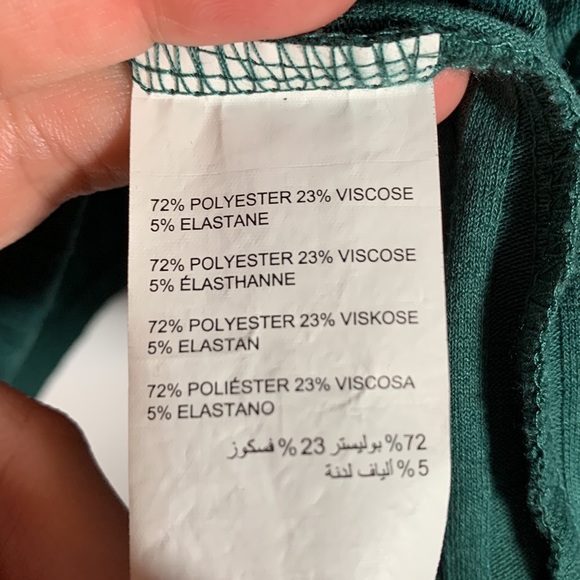 72% POLYESTER 23% VISCOSE
5% ELASTANE
72% POLYESTER 23% VISCOSE
5% ÉLASTHANNE
72% POLYESTER 23% VISKOSE
5% ELASTAN
72% POLIÉSTER 23% VISCOSA
5% ELASTANO
72% بوليستر 23 % فسكوز
5 % ألياف لدنة